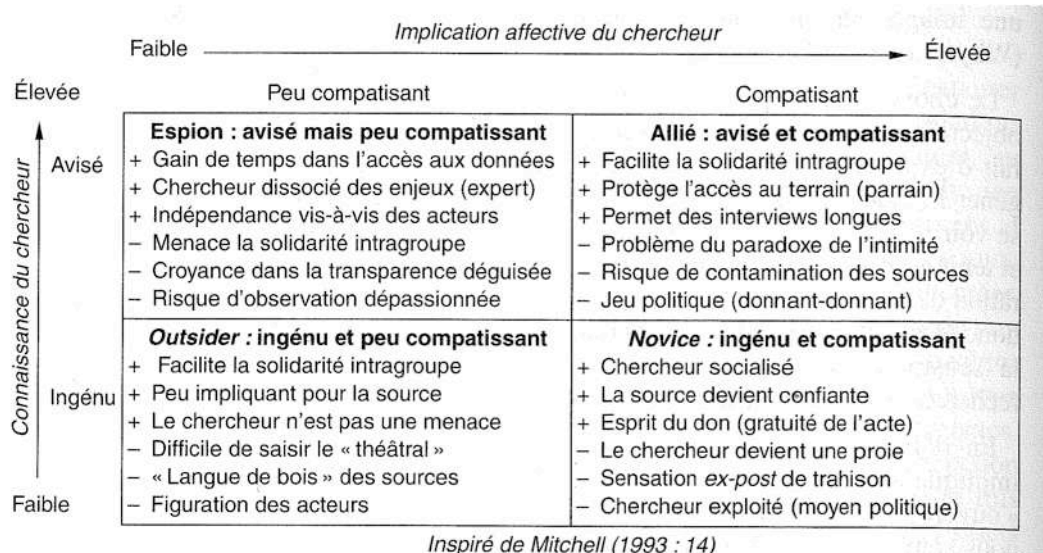 Implication affective du chercheur
Faible Élevée
Élevée Peu compatisant Compatisant
Connaissance du chercheur
Avisé
Espion : avisé mais peu compatissant
+ Gain de temps dans l'accès aux données
+ Chercheur dissocié des enjeux (expert)
+ Indépendance vis-à-vis des acteurs
– Menace la solidarité intragroupe
– Croyance dans la transparence déguisée
– Risque d'observation dépassionnée
Allié : avisé et compatissant
+ Facilite la solidarité intragroupe
+ Protège l'accès au terrain (parrain)
+ Permet des interviews longues
– Problème du paradoxe de l'intimité
– Risque de contamination des sources
– Jeu politique (donnant-donnant)
Ingénu
Outsider : ingénu et peu compatissant
+ Facilite la solidarité intragroupe
+ Peu impliquant pour la source
+ Le chercheur n'est pas une menace
– Difficile de saisir le « théâtral »
– « Langue de bois » des sources
– Figuration des acteurs
Novice : ingénu et compatissant
+ Chercheur socialisé
+ La source devient confiante
+ Esprit du don (gratuité de l'acte)
– Le chercheur devient une proie
– Sensation ex-post de trahison
– Chercheur exploité (moyen politique)
Faible
Inspiré de Mitchell (1993 : 14)